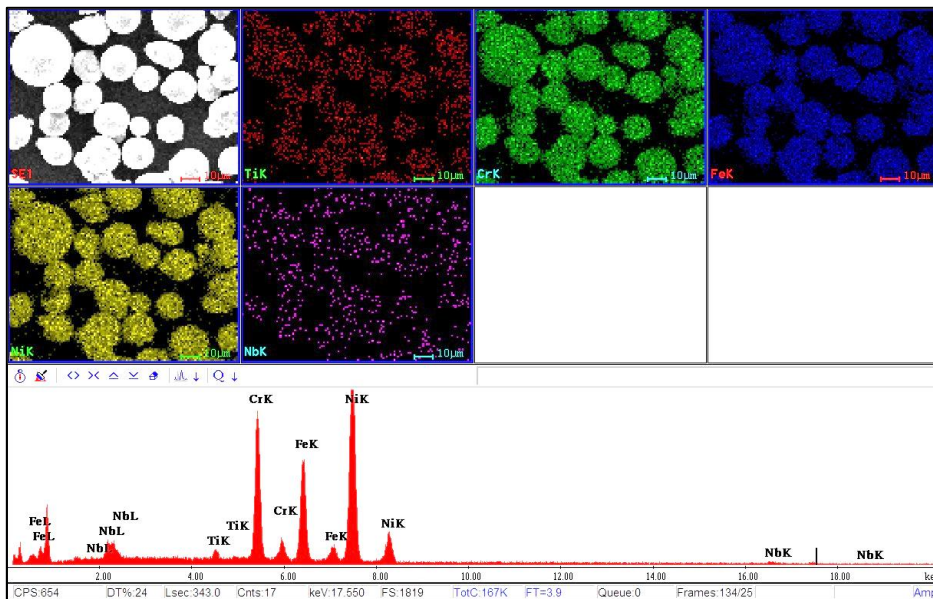 SE1 10µm
TiK 10µm
CrK 10µm
FeK 10µm
NiK 10µm
NbK 10µm
CrK
NiK
FeK
FeL
FeL
NbL
NbL
NbL
TiK
TiK
CrK
FeK
NiK
NbK
NbK
2.00 4.00 6.00 8.00 10.00 12.00 14.00 16.00 18.00 ke
CPS:654 DT%:24 Lsec:343.0 Cnts:17 keV:17.550 FS:1819 TotC:167K FT=3.9 Queue:0 Frames:134/25 Amp